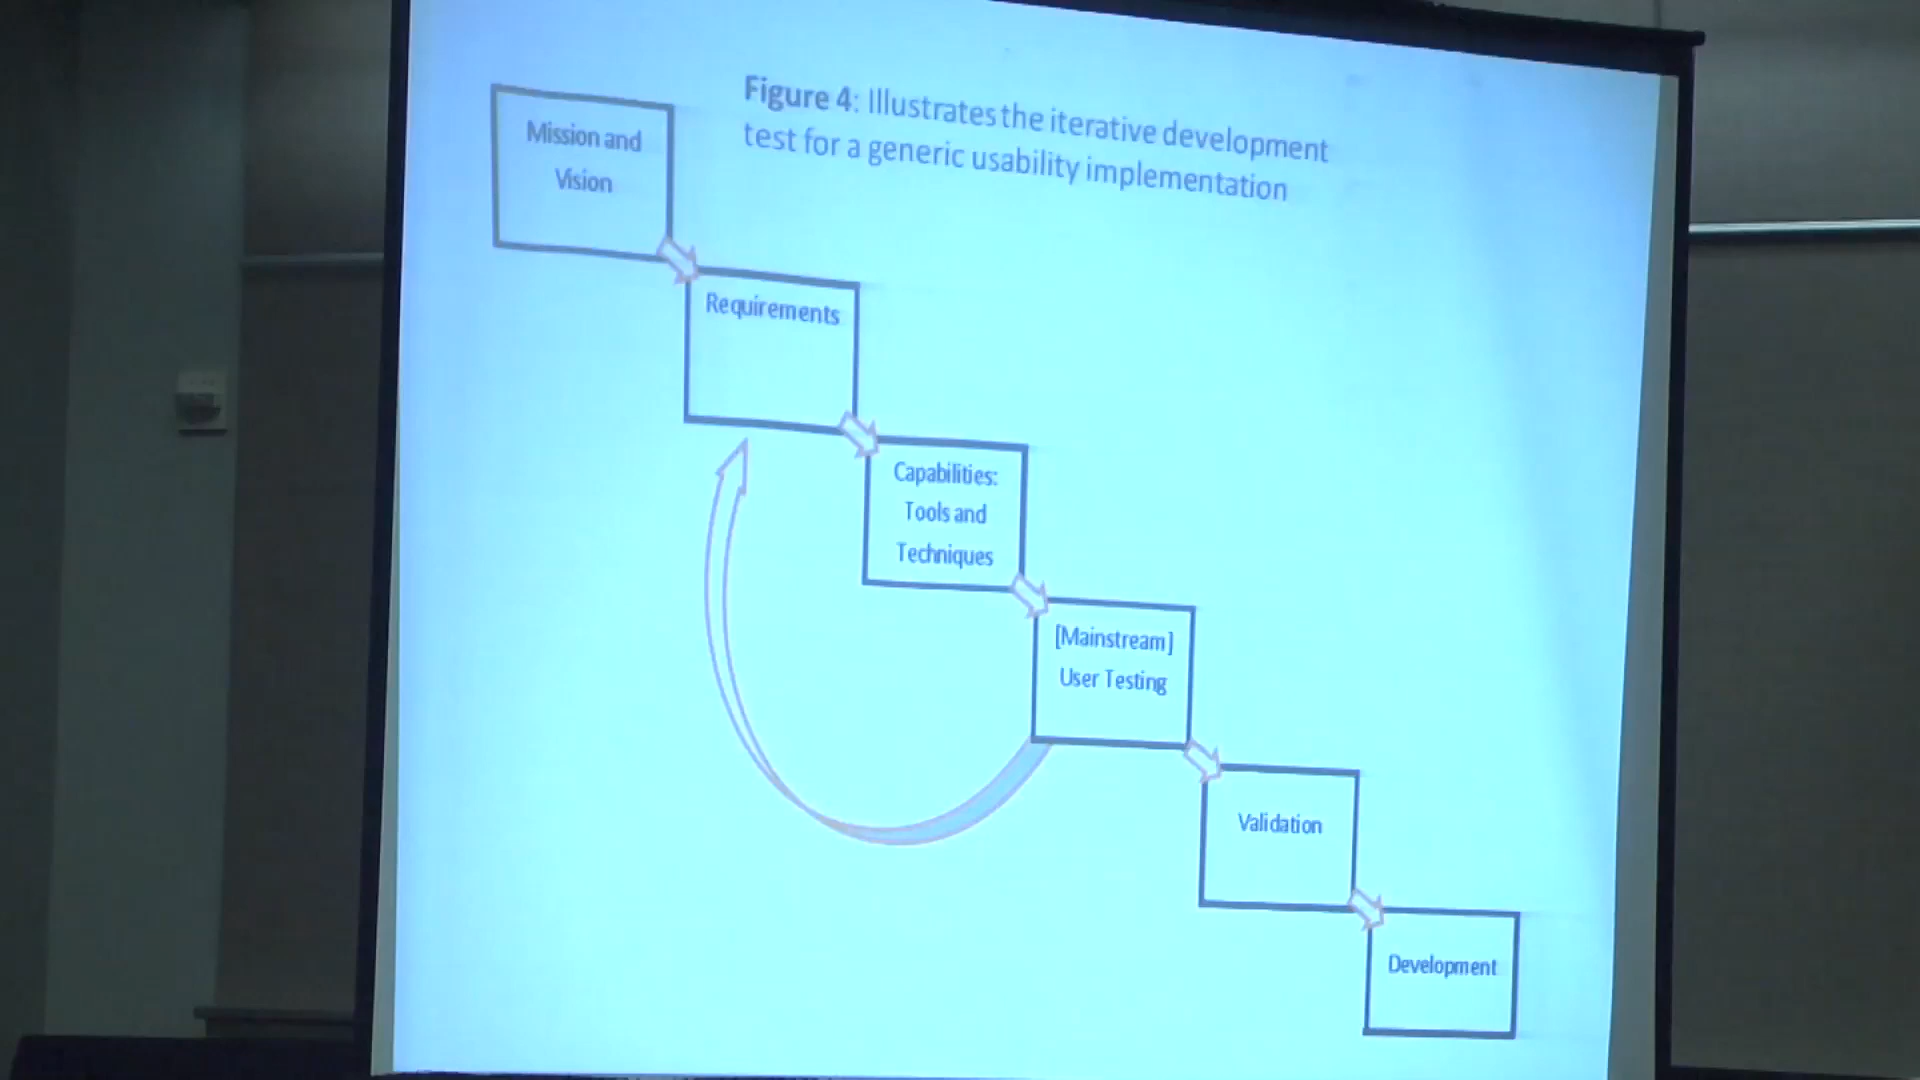 Figure 4: Illustrates the iterative development
test for a generic usability implementation
Mission and
Vision
Requirements
Capabilities:
Tools and
Techniques
[Mainstream]
User Testing
Validation
Development